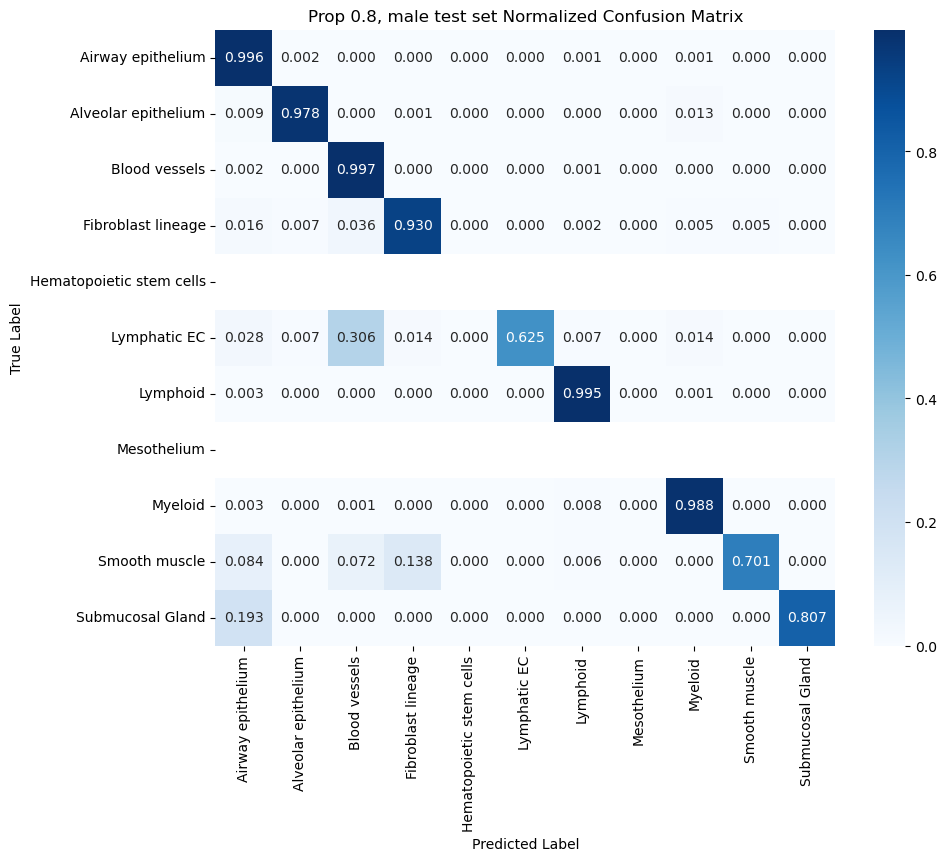 Prop 0.8, male test set Normalized Confusion Matrix
True Label
Airway epithelium 0.996 0.002 0.000 0.000 0.000 0.000 0.001 0.000 0.001 0.000 0.000
Alveolar epithelium 0.009 0.978 0.000 0.001 0.000 0.000 0.000 0.000 0.013 0.000 0.000
Blood vessels 0.002 0.000 0.997 0.000 0.000 0.000 0.001 0.000 0.000 0.000 0.000
Fibroblast lineage 0.016 0.007 0.036 0.930 0.000 0.000 0.002 0.000 0.005 0.005 0.000
Hematopoietic stem cells
Lymphatic EC 0.028 0.007 0.306 0.014 0.000 0.625 0.007 0.000 0.014 0.000 0.000
Lymphoid 0.003 0.000 0.000 0.000 0.000 0.000 0.995 0.000 0.001 0.000 0.000
Mesothelium
Myeloid 0.003 0.000 0.001 0.000 0.000 0.000 0.008 0.000 0.988 0.000 0.000
Smooth muscle 0.084 0.000 0.072 0.138 0.000 0.000 0.006 0.000 0.000 0.701 0.000
Submucosal Gland 0.193 0.000 0.000 0.000 0.000 0.000 0.000 0.000 0.000 0.000 0.807
Airway epithelium
Alveolar epithelium
Blood vessels
Fibroblast lineage
Hematopoietic stem cells
Lymphatic EC
Lymphoid
Mesothelium
Myeloid
Smooth muscle
Submucosal Gland
Predicted Label
0.8
0.6
0.4
0.2
0.0